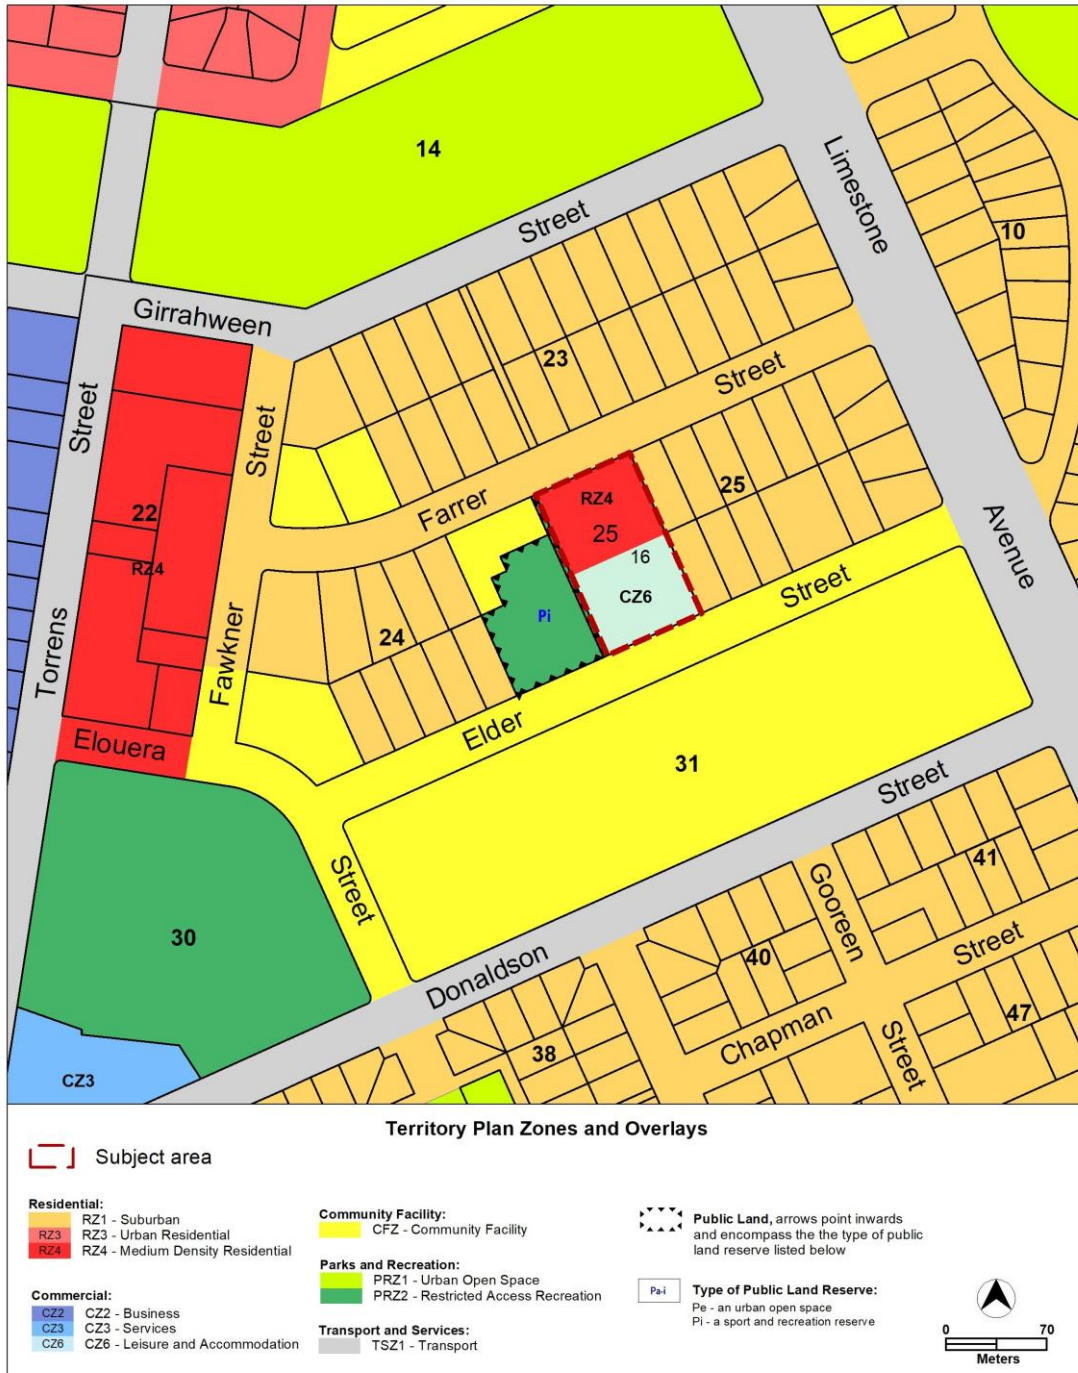 14
Limestone
Street
10
Girrahween
23
Street
Street
Street
Farrer
RZ4
25
25
22
RZ4
16
Avenue
CZ6
Street
Pi
24
Fawkner
Torrens
Elder
Elouera
31
Street
41
Gooreen
Street
30
Street
Donaldson
40
47
Chapman
Street
38
CZ3
Territory Plan Zones and Overlays
Subject area
Residential:
RZ1 - Suburban
RZ3 RZ3 - Urban Residential
RZ4 RZ4 - Medium Density Residential
Commercial:
CZ2 CZ2 - Business
CZ3 CZ3 - Services
CZ6 CZ6 - Leisure and Accommodation
Community Facility:
CFZ - Community Facility
Parks and Recreation:
PRZ1 - Urban Open Space
PRZ2 - Restricted Access Recreation
Transport and Services:
TSZ1 - Transport
Public Land, arrows point inwards
and encompass the the type of public
land reserve listed below
Pa-i
Type of Public Land Reserve:
Pe - an urban open space
Pi - a sport and recreation reserve
0 70
Meters